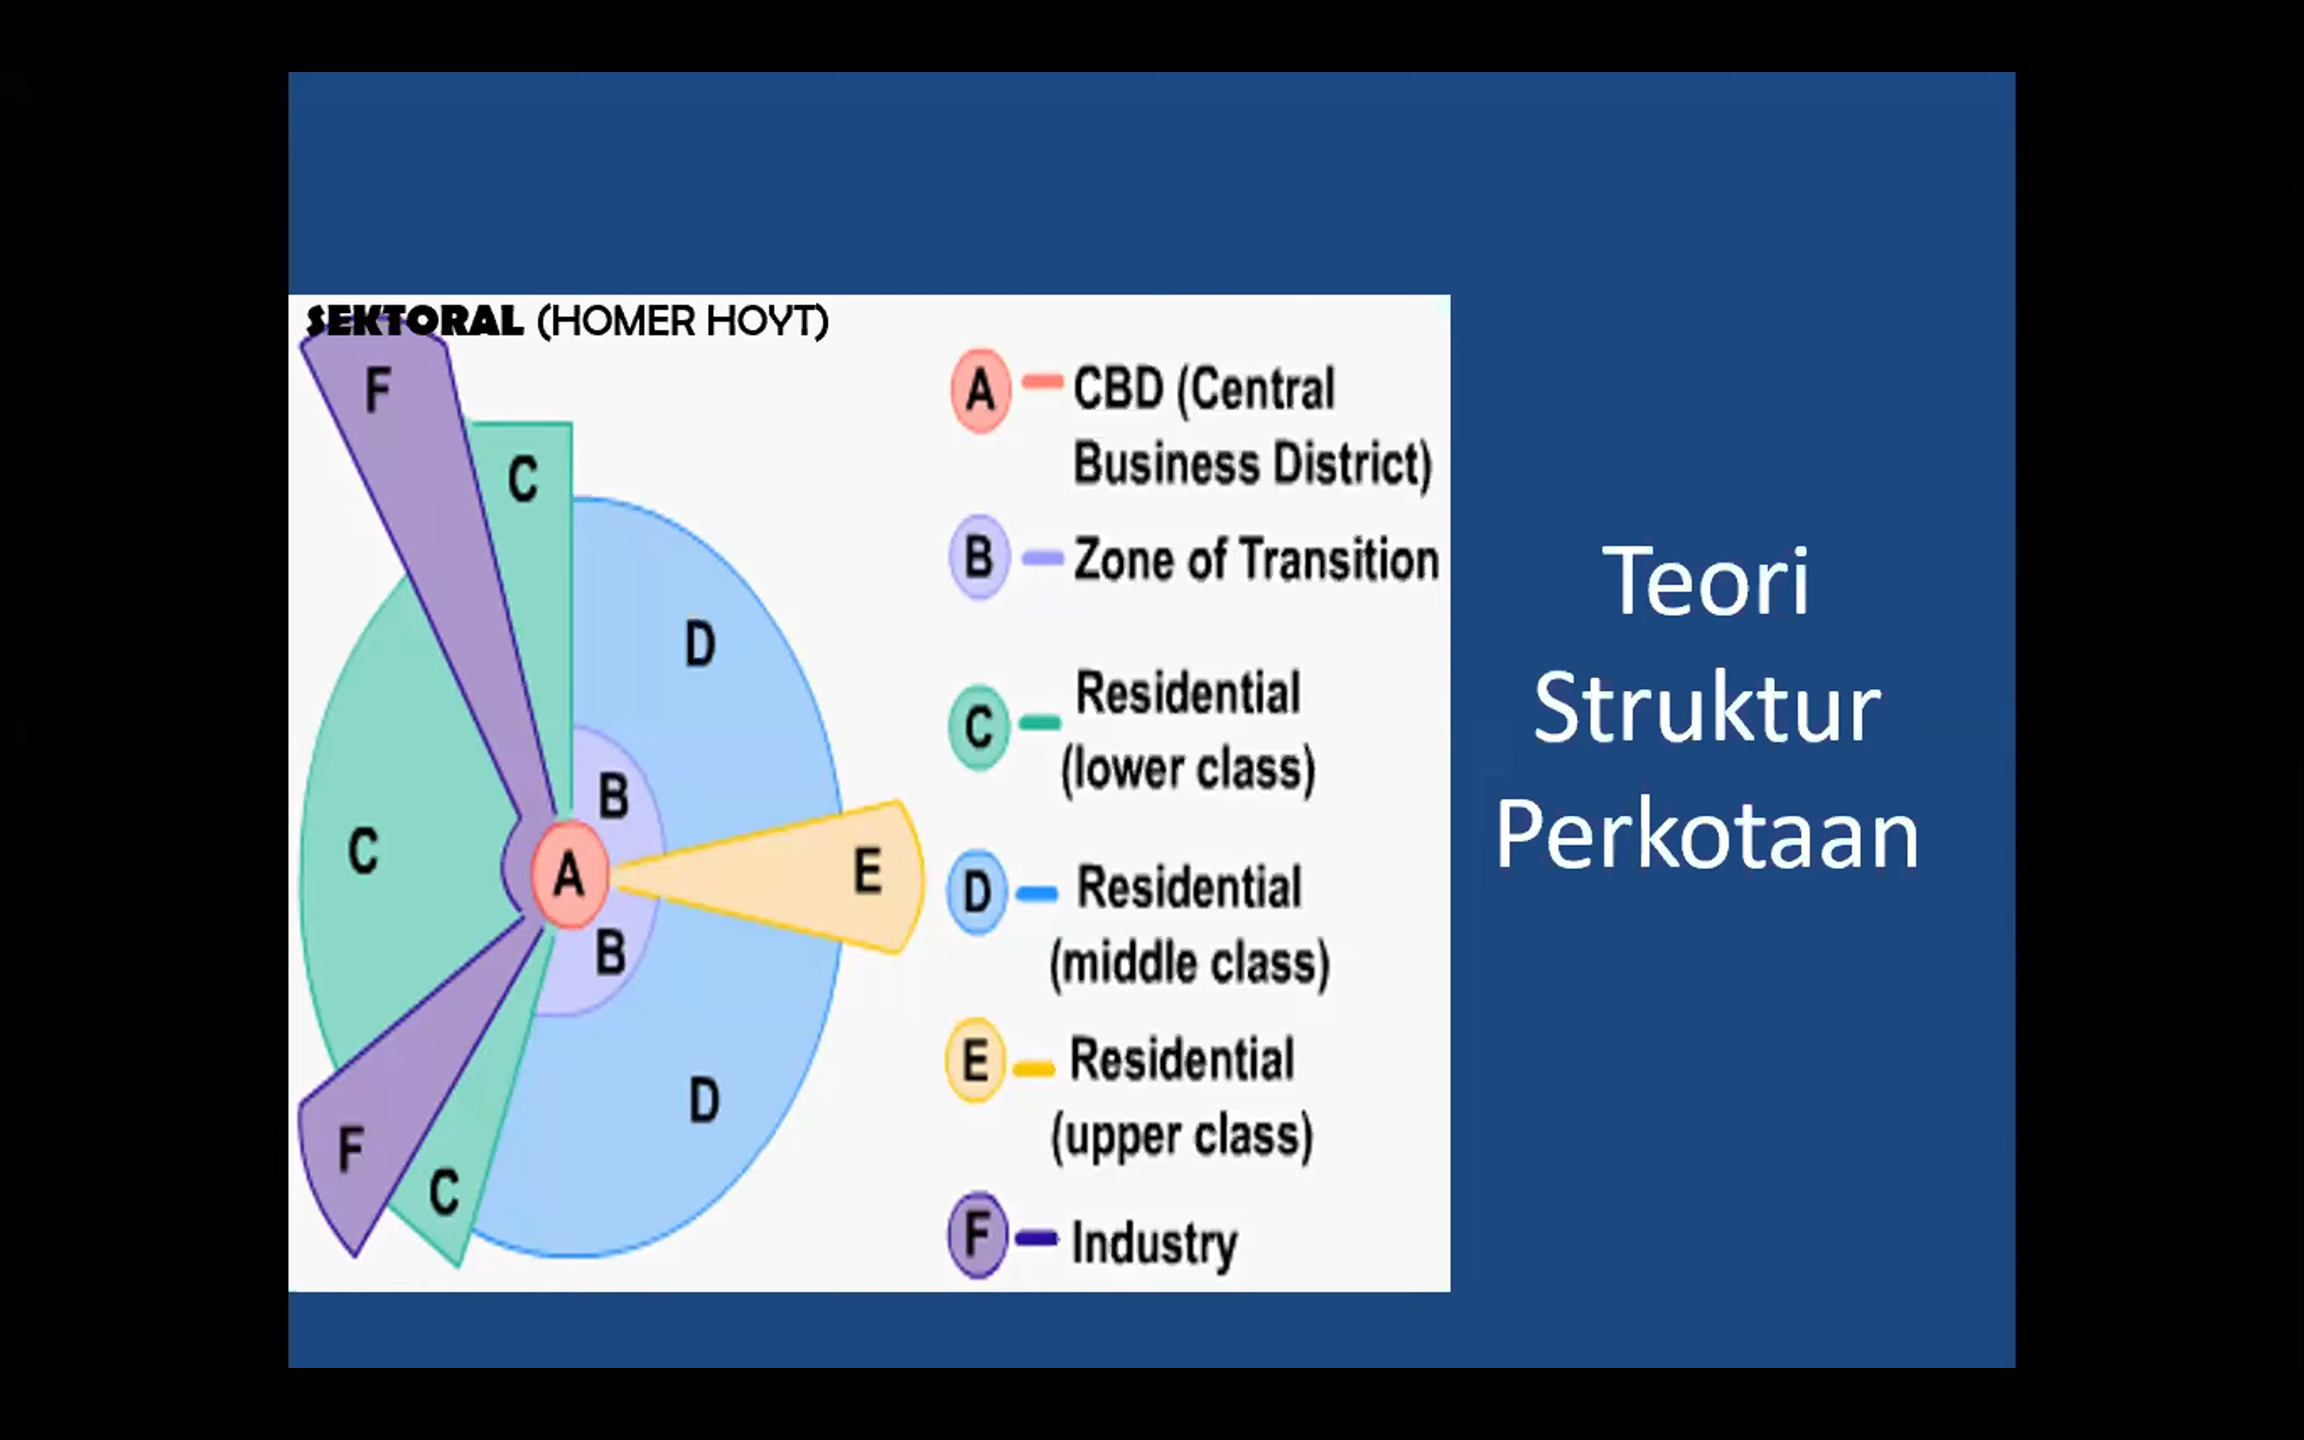 SEKTORAL (HOMER HOYT)
F
C
D
B
C
A
E
B
D
F
C
A CBD (Central
Business District)
B Zone of Transition
C Residential
(lower class)
D Residential
(middle class)
E Residential
(upper class)
F Industry
Teori
Struktur
Perkotaan